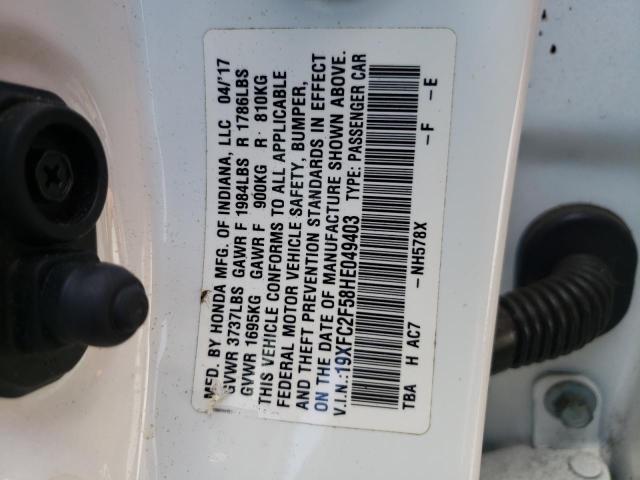 MFD. BY HONDA MFG. OF INDIANA, LLC 04/'17
GVWR 3737LBS GAWR F 1984LBS R 1786LBS
GVWR 1695KG GAWR F 900KG R 810KG
THIS VEHICLE CONFORMS TO ALL APPLICABLE
FEDERAL MOTOR VEHICLE SAFETY, BUMPER,
AND THEFT PREVENTION STANDARDS IN EFFECT
ON THE DATE OF MANUFACTURE SHOWN ABOVE.
V.I.N.:19XFC2F58HE049403 TYPE: PASSENGER CAR
TBA H AC7 -NH578X -F -E